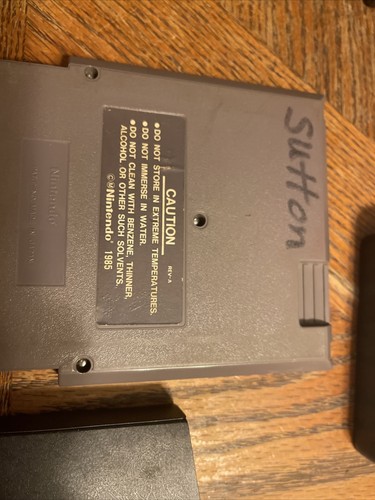 Sutton
CAUTION REV-A
• DO NOT STORE IN EXTREME TEMPERATURES.
• DO NOT IMMERSE IN WATER.
• DO NOT CLEAN WITH BENZENE, THINNER,
ALCOHOL OR OTHER SUCH SOLVENTS.
©Nintendo 1985
Nintendo